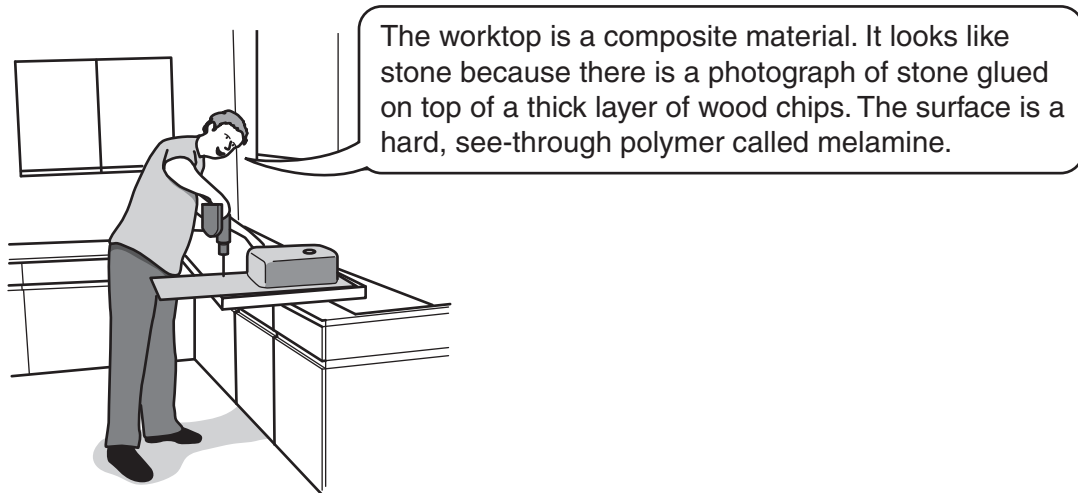 The worktop is a composite material. It looks like
stone because there is a photograph of stone glued
on top of a thick layer of wood chips. The surface is a
hard, see-through polymer called melamine.